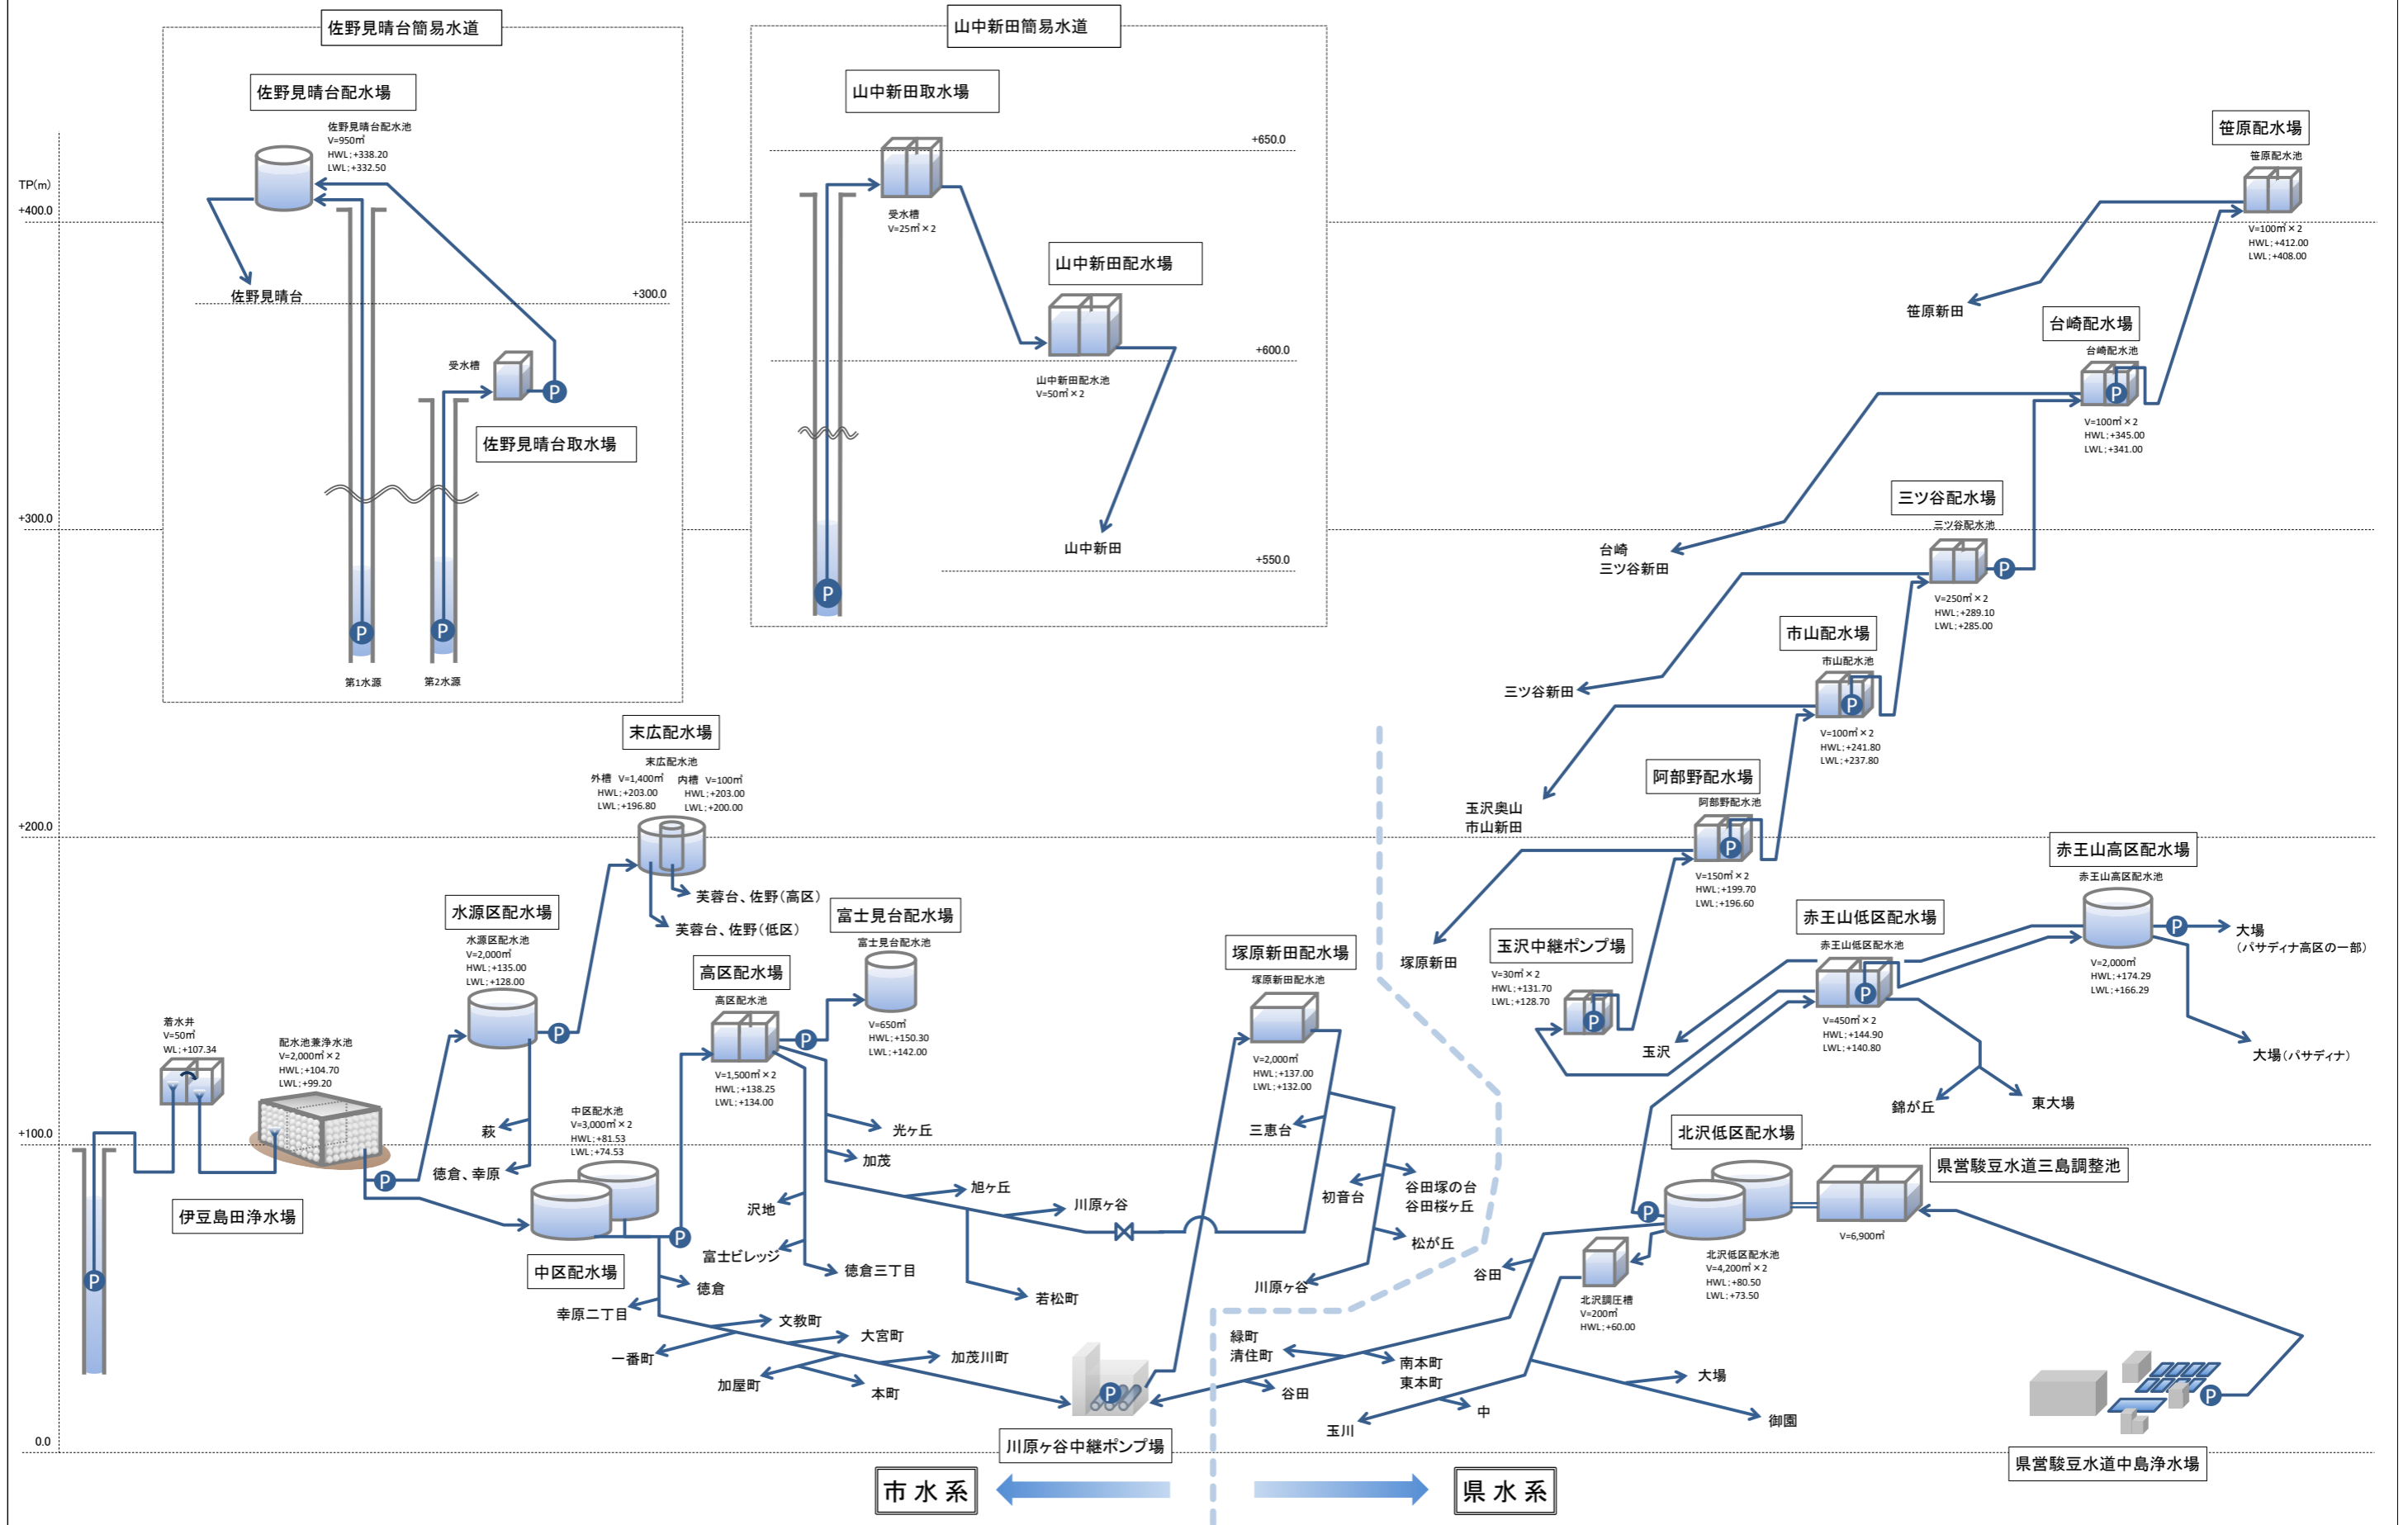 佐野見晴台簡易水道
佐野見晴台配水場
佐野見晴台配水池
V=950㎥
HWL;+338.20
LWL;+332.50
佐野見晴台
+300.0
受水槽
P
佐野見晴台取水場
P
P
第1水源
第2水源
山中新田簡易水道
山中新田取水場
+650.0
受水槽
V=25㎥×2
山中新田配水場
+600.0
山中新田配水池
V=50㎥×2
山中新田
+550.0
P
TP(m)
+400.0
+300.0
+200.0
+100.0
0.0
笹原配水場
笹原配水池
V=100㎥×2
HWL;+412.00
LWL;+408.00
笹原新田
台崎配水場
台崎配水池
P
V=100㎥×2
HWL;+345.00
LWL;+341.00
台崎
三ツ谷新田
三ツ谷配水場
三ツ谷配水池
P
V=250㎥×2
HWL;+289.10
LWL;+285.00
三ツ谷新田
市山配水場
市山配水池
P
V=100㎥×2
HWL;+241.80
LWL;+237.80
玉沢奥山
市山新田
阿部野配水場
阿部野配水池
P
V=150㎥×2
HWL;+199.70
LWL;+196.60
塚原新田
玉沢中継ポンプ場
V=30㎥×2
HWL;+131.70
LWL;+128.70
P
赤王山高区配水場
赤王山高区配水池
P
V=2,000㎥
HWL;+174.29
LWL;+166.29
大場
(パサディナ高区の一部)
大場(パサディナ)
赤王山低区配水場
赤王山低区配水池
P
V=450㎥×2
HWL;+144.90
LWL;+140.80
玉沢
錦が丘
東大場
末広配水場
末広配水池
外槽 V=1,400㎥
HWL;+203.00
LWL;+196.80
内槽 V=100㎥
HWL;+203.00
LWL;+200.00
芙蓉台、佐野(高区)
芙蓉台、佐野(低区)
水源区配水場
水源区配水池
V=2,000㎥
HWL;+135.00
LWL;+128.00
P
萩
徳倉、幸原
富士見台配水場
富士見台配水池
V=650㎥
HWL;+150.30
LWL;+142.00
高区配水場
高区配水池
P
V=1,500㎥×2
HWL;+138.25
LWL;+134.00
光ヶ丘
加茂
旭ヶ丘
川原ヶ谷
沢地
富士ビレッジ
徳倉三丁目
若松町
塚原新田配水場
塚原新田配水池
V=2,000㎥
HWL;+137.00
LWL;+132.00
三恵台
初音台
谷田塚の台
谷田桜ヶ丘
松が丘
川原ヶ谷
着水井
V=50㎥
WL;+107.34
配水池兼浄水池
V=2,000㎥×2
HWL;+104.70
LWL;+99.20
P
P
伊豆島田浄水場
中区配水池
V=3,000㎥×2
HWL;+81.53
LWL;+74.53
P
中区配水場
徳倉
幸原二丁目
文教町
一番町
大宮町
加屋町
加茂川町
本町
P
川原ヶ谷中継ポンプ場
北沢低区配水場
P
北沢低区配水池
V=4,200㎥×2
HWL;+80.50
LWL;+73.50
県営駿豆水道三島調整池
V=6,900㎥
北沢調圧槽
V=200㎥
HWL;+60.00
谷田
緑町
清住町
南本町
東本町
谷田
玉川
中
大場
御園
P
県営駿豆水道中島浄水場
市水系
県水系